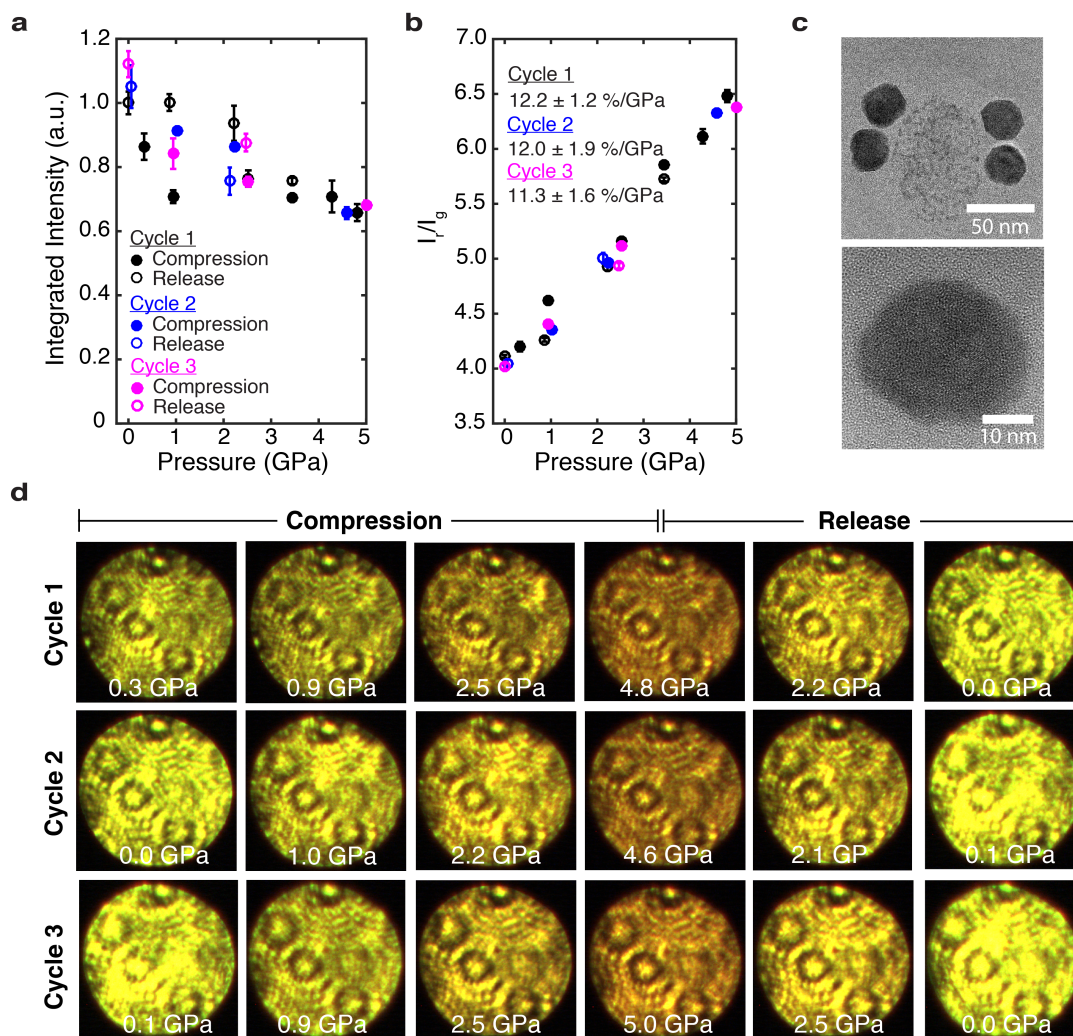 a
1.2
1.0
0.8
0.6
0.4
0.2
0
Integrated Intensity (a.u.)
Cycle 1
Compression
Release
Cycle 2
Compression
Release
Cycle 3
Compression
Release
0 1 2 3 4 5
Pressure (GPa)
b
7.0
6.5
6.0
5.5
5.0
4.5
4.0
3.5
Ir/Ig
Cycle 1
12.2 ± 1.2 %/GPa
Cycle 2
12.0 ± 1.9 %/GPa
Cycle 3
11.3 ± 1.6 %/GPa
0 1 2 3 4 5
Pressure (GPa)
c
50 nm
10 nm
d
Compression Release
Cycle 1
0.3 GPa 0.9 GPa 2.5 GPa 4.8 GPa 2.2 GPa 0.0 GPa
Cycle 2
0.0 GPa 1.0 GPa 2.2 GPa 4.6 GPa 2.1 GP 0.1 GPa
Cycle 3
0.1 GPa 0.9 GPa 2.5 GPa 5.0 GPa 2.5 GPa 0.0 GPa